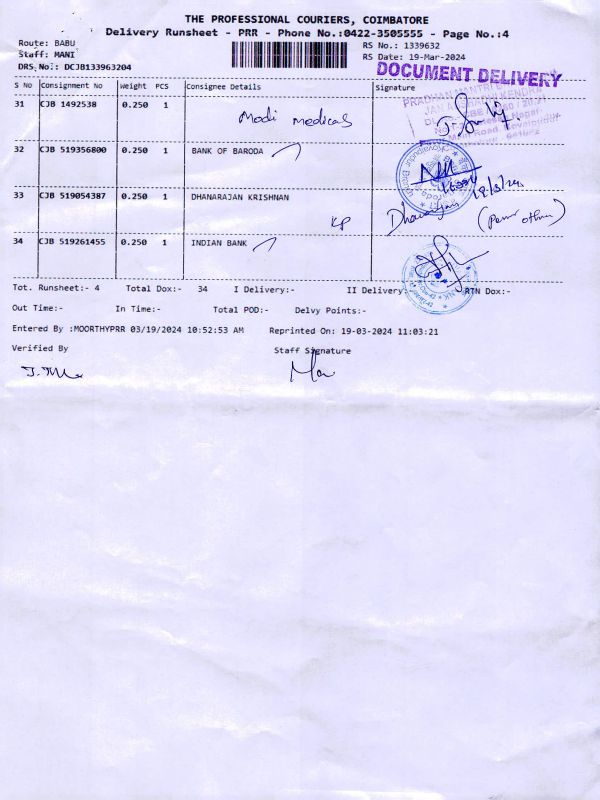 THE PROFESSIONAL COURIERS, COIMBATORE
Delivery Runsheet - PRR - Phone No.:0422-3505555 - Page No.:4
Route: BABU
Staff: MANI
DRS No.: DCJB133963204
RS No.: 1339632
RS Date: 19-Mar-2024
DOCUMENT DELIVERY
S No Consignment No Weight PCS Consignee Details Signature
31 CJB 1492538 0.250 1 Modi medicals
32 CJB 519356800 0.250 1 BANK OF BARODA
33 CJB 519054387 0.250 1 DHANARAJAN KRISHNAN
KP
34 CJB 519261455 0.250 1 INDIAN BANK
Tot. Runsheet:- 4 Total Dox:- 34 I Delivery:- II Delivery:- RTN Dox:-
Out Time:- In Time:- Total POD:- Delvy Points:-
Entered By :MOORTHYPRR 03/19/2024 10:52:53 AM Reprinted On: 19-03-2024 11:03:21
Verified By Staff Signature